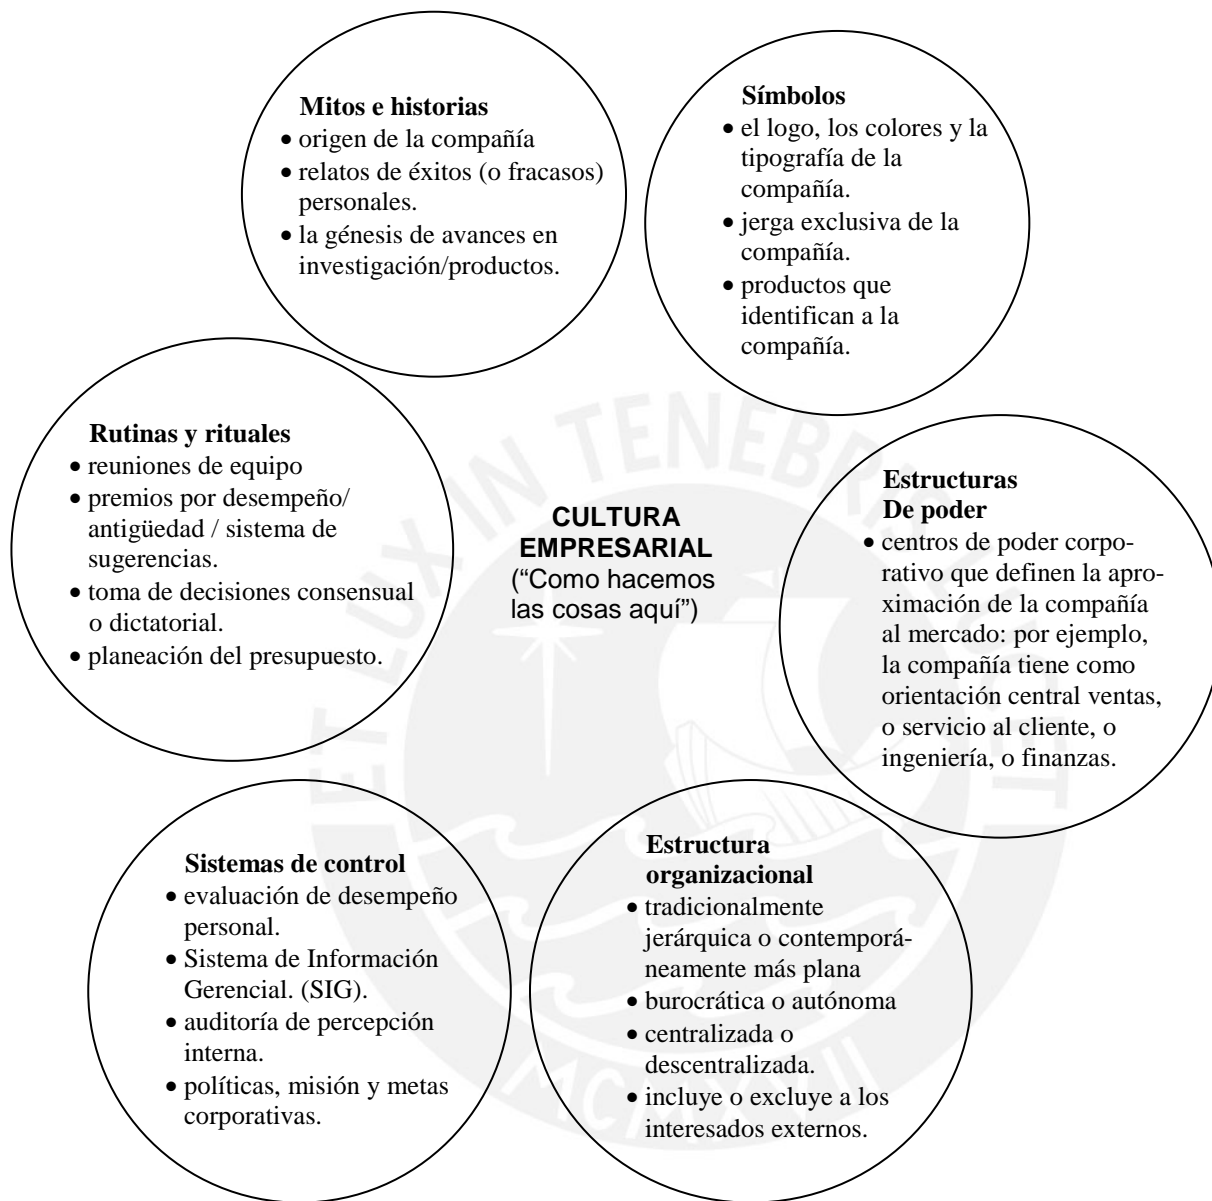 Mitos e historias
• origen de la compañía
• relatos de éxitos (o fracasos)
personales.
• la génesis de avances en
investigación/productos.
Símbolos
• el logo, los colores y la
tipografía de la
compañía.
• jerga exclusiva de la
compañía.
• productos que
identifican a la
compañía.
Rutinas y rituales
• reuniones de equipo
• premios por desempeño/
antigüedad / sistema de
sugerencias.
• toma de decisiones consensual
o dictatorial.
• planeación del presupuesto.
CULTURA
EMPRESARIAL
(“Como hacemos
las cosas aquí”)
Estructuras
De poder
• centros de poder corpo-
rativo que definen la apro-
ximación de la compañía
al mercado: por ejemplo,
la compañía tiene como
orientación central ventas,
o servicio al cliente, o
ingeniería, o finanzas.
Sistemas de control
• evaluación de desempeño
personal.
• Sistema de Información
Gerencial. (SIG).
• auditoría de percepción
interna.
• políticas, misión y metas
corporativas.
Estructura
organizacional
• tradicionalmente
jerárquica o contemporá-
neamente más plana
• burocrática o autónoma
• centralizada o
descentralizada.
• incluye o excluye a los
interesados externos.
ET LUX IN TENEBRIS
MCMXVII